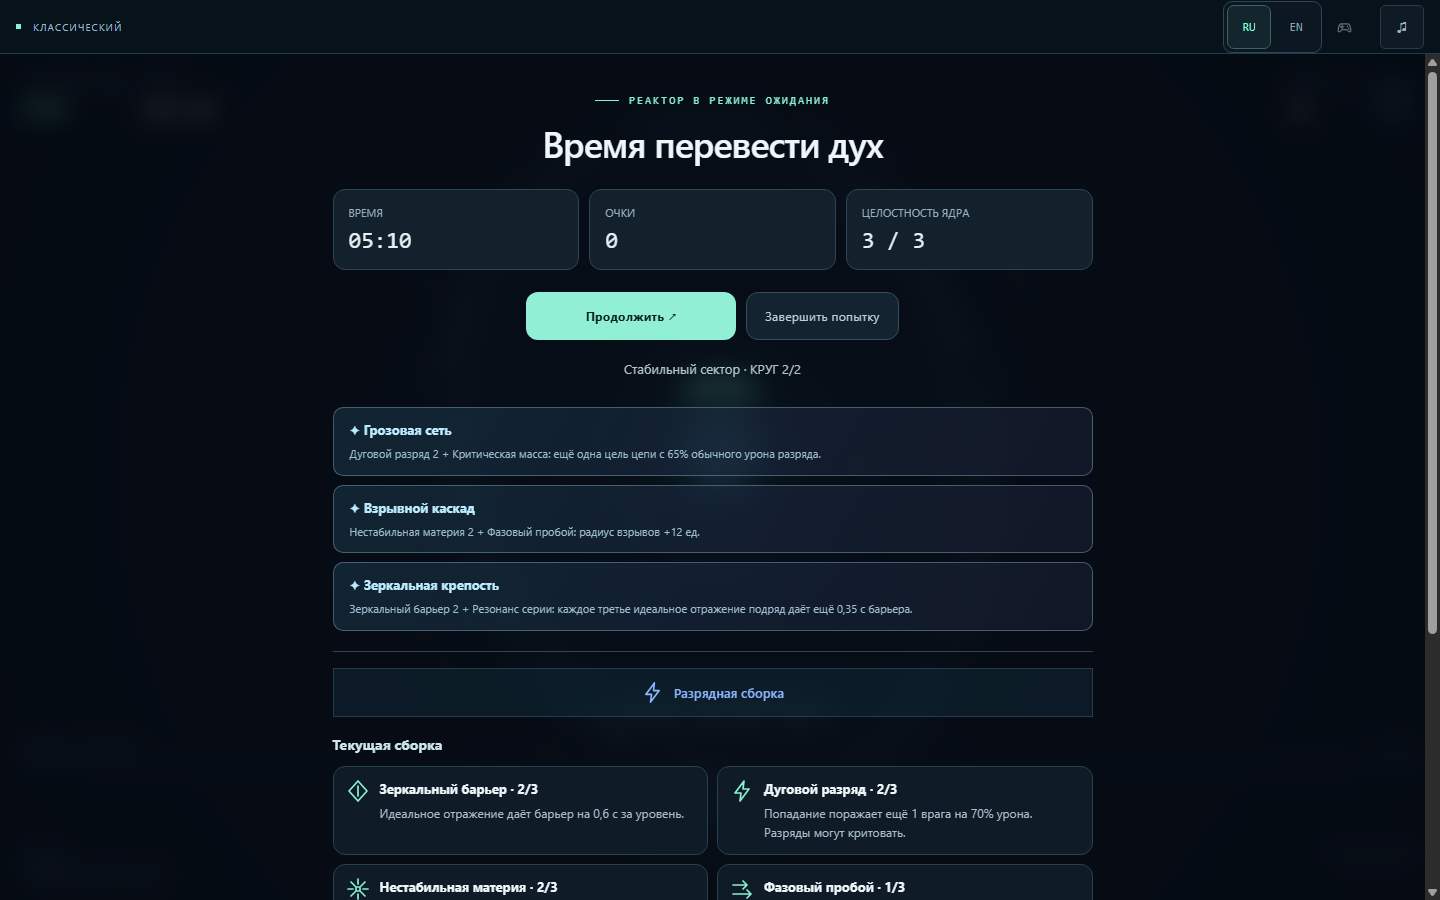 КЛАССИЧЕСКИЙ
RU EN
РЕАКТОР В РЕЖИМЕ ОЖИДАНИЯ
Время перевести дух
ВРЕМЯ
05:10
ОЧКИ
0
ЦЕЛОСТНОСТЬ ЯДРА
3 / 3
Продолжить ↗
Завершить попытку
Стабильный сектор · КРУГ 2/2
✦ Грозовая сеть
Дуговой разряд 2 + Критическая масса: ещё одна цель цепи с 65% обычного урона разряда.
✦ Взрывной каскад
Нестабильная материя 2 + Фазовый пробой: радиус взрывов +12 ед.
✦ Зеркальная крепость
Зеркальный барьер 2 + Резонанс серии: каждое третье идеальное отражение подряд даёт ещё 0,35 с барьера.
Разрядная сборка
Текущая сборка
Зеркальный барьер · 2/3
Идеальное отражение даёт барьер на 0,6 с за уровень.
Дуговой разряд · 2/3
Попадание поражает ещё 1 врага на 70% урона.
Разряды могут критовать.
Нестабильная материя · 2/3
Фазовый пробой · 1/3